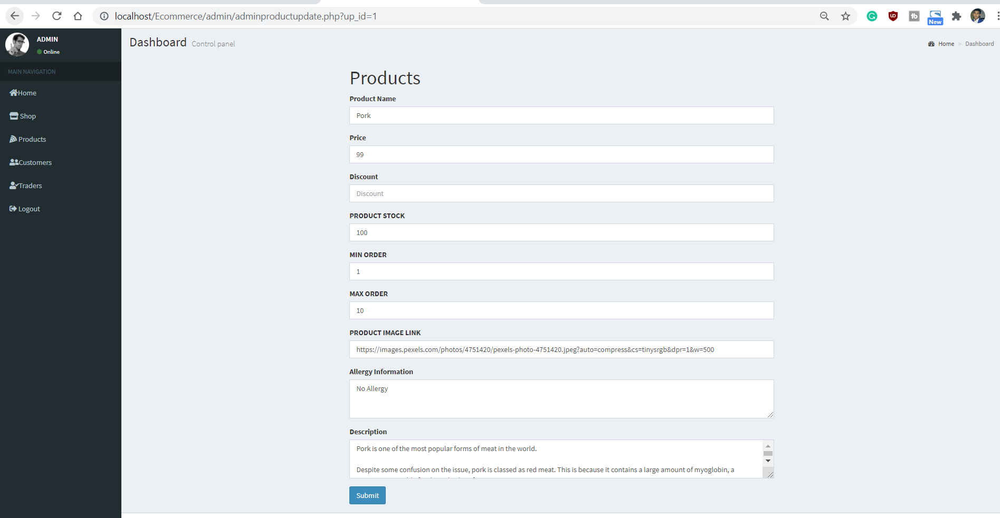 localhost/Ecommerce/admin/adminproductupdate.php?up_id=1
New
ADMIN
Online
MAIN NAVIGATION
Home
Shop
Products
Customers
Traders
Logout
Dashboard Control panel
Home > Dashboard
Products
Product Name
Pork
Price
99
Discount
Discount
PRODUCT STOCK
100
MIN ORDER
1
MAX ORDER
10
PRODUCT IMAGE LINK
https://images.pexels.com/photos/4751420/pexels-photo-4751420.jpeg?auto=compress&cs=tinysrgb&dpr=1&w=500
Allergy Information
No Allergy
Description
Pork is one of the most popular forms of meat in the world.
Despite some confusion on the issue, pork is classed as red meat. This is because it contains a large amount of myoglobin, a
Submit